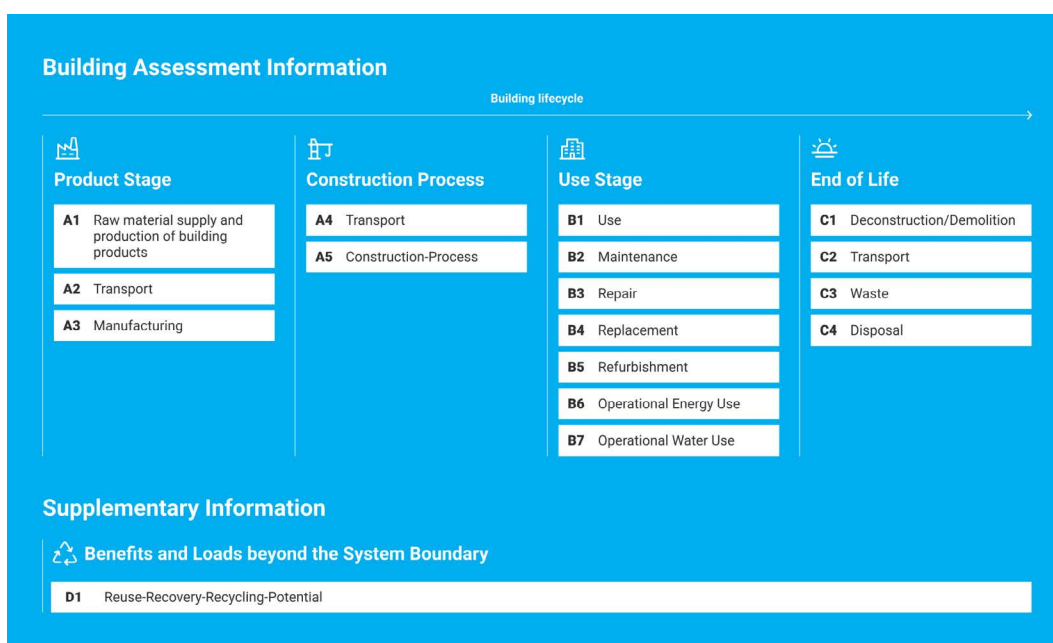 Building Assessment Information
Building lifecycle
Product Stage
A1 Raw material supply and
production of building
products
A2 Transport
A3 Manufacturing
Construction Process
A4 Transport
A5 Construction-Process
Use Stage
B1 Use
B2 Maintenance
B3 Repair
B4 Replacement
B5 Refurbishment
B6 Operational Energy Use
B7 Operational Water Use
End of Life
C1 Deconstruction/Demolition
C2 Transport
C3 Waste
C4 Disposal
Supplementary Information
Benefits and Loads beyond the System Boundary
D1 Reuse-Recovery-Recycling-Potential